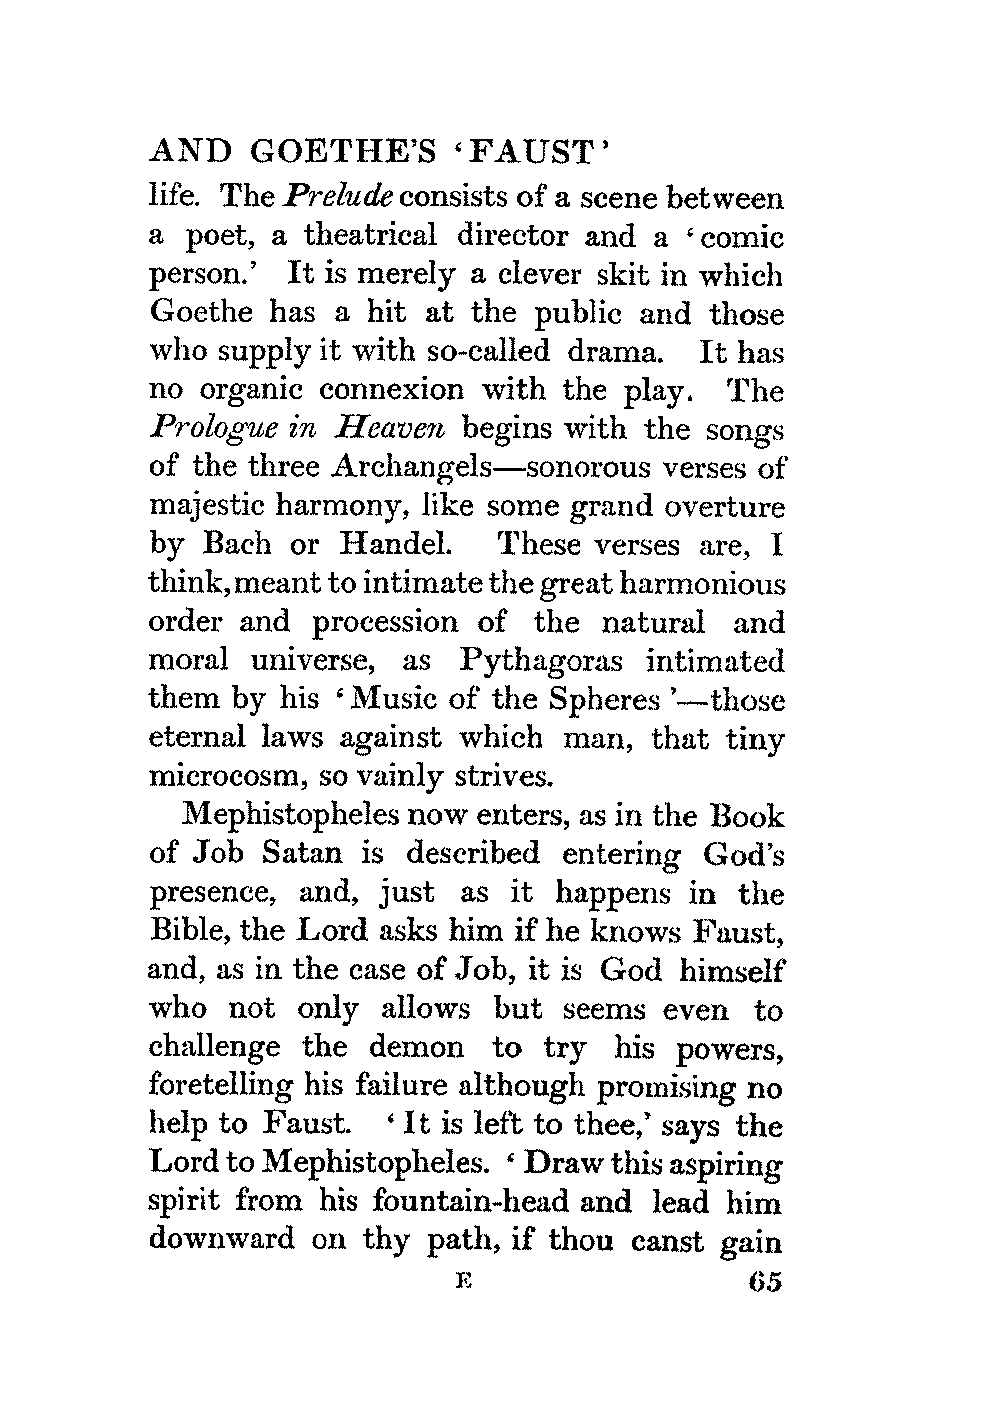 AND GOETHE'S ‘FAUST’
life. The Prelude consists of a scene between
a poet, a theatrical director and a ‘comic
person.’ It is merely a clever skit in which
Goethe has a hit at the public and those
who supply it with so-called drama. It has
no organic connexion with the play. The
Prologue in Heaven begins with the songs
of the three Archangels—sonorous verses of
majestic harmony, like some grand overture
by Bach or Handel. These verses are, I
think, meant to intimate the great harmonious
order and procession of the natural and
moral universe, as Pythagoras intimated
them by his ‘Music of the Spheres’—those
eternal laws against which man, that tiny
microcosm, so vainly strives.
Mephistopheles now enters, as in the Book
of Job Satan is described entering God's
presence, and, just as it happens in the
Bible, the Lord asks him if he knows Faust,
and, as in the case of Job, it is God himself
who not only allows but seems even to
challenge the demon to try his powers,
foretelling his failure although promising no
help to Faust. ‘It is left to thee,’ says the
Lord to Mephistopheles. ‘Draw this aspiring
spirit from his fountain-head and lead him
downward on thy path, if thou canst gain
E 65